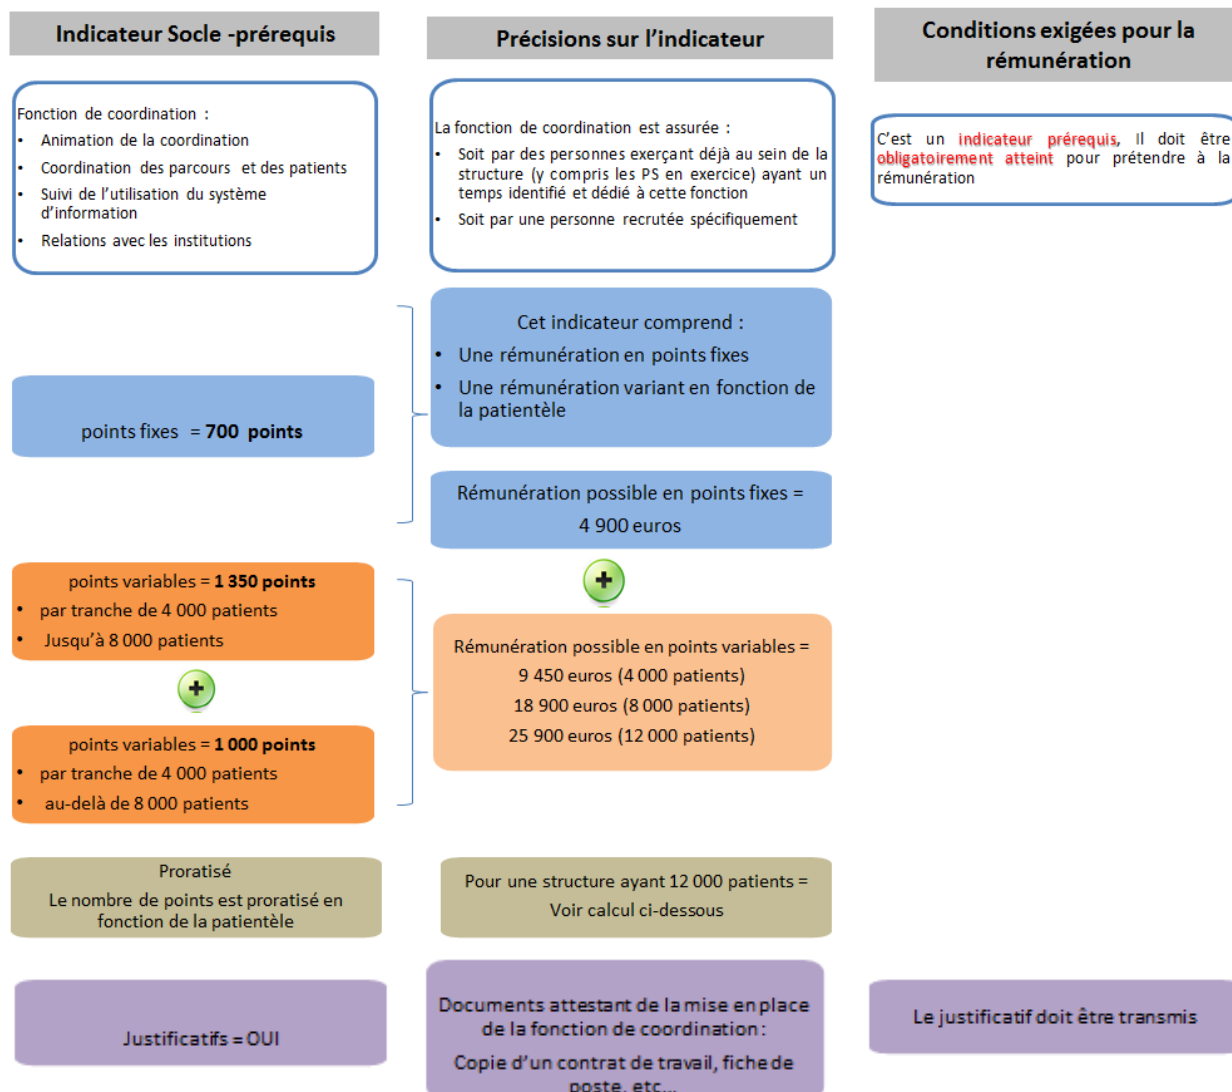 Indicateur Socle -prérequis
Précisions sur l'indicateur
Conditions exigées pour la
rémunération
Fonction de coordination :
• Animation de la coordination
• Coordination des parcours et des patients
• Suivi de l'utilisation du système
d'information
• Relations avec les institutions
La fonction de coordination est assurée :
• Soit par des personnes exerçant déjà au sein de la
structure (y compris les PS en exercice) ayant un
temps identifié et dédié à cette fonction
• Soit par une personne recrutée spécifiquement
C'est un indicateur prérequis, Il doit être
obligatoirement atteint pour prétendre à la
rémunération
points fixes = 700 points
Cet indicateur comprend :
• Une rémunération en points fixes
• Une rémunération variant en fonction de
la patientèle
Rémunération possible en points fixes =
4 900 euros
points variables = 1 350 points
• par tranche de 4 000 patients
• Jusqu'à 8 000 patients
+
points variables = 1 000 points
• par tranche de 4 000 patients
• au-delà de 8 000 patients
+
Rémunération possible en points variables =
9 450 euros (4 000 patients)
18 900 euros (8 000 patients)
25 900 euros (12 000 patients)
Proratisé
Le nombre de points est proratisé en
fonction de la patientèle
Pour une structure ayant 12 000 patients =
Voir calcul ci-dessous
Justificatifs = OUI
Documents attestant de la mise en place
de la fonction de coordination :
Copie d'un contrat de travail, fiche de
poste, etc...
Le justificatif doit être transmis